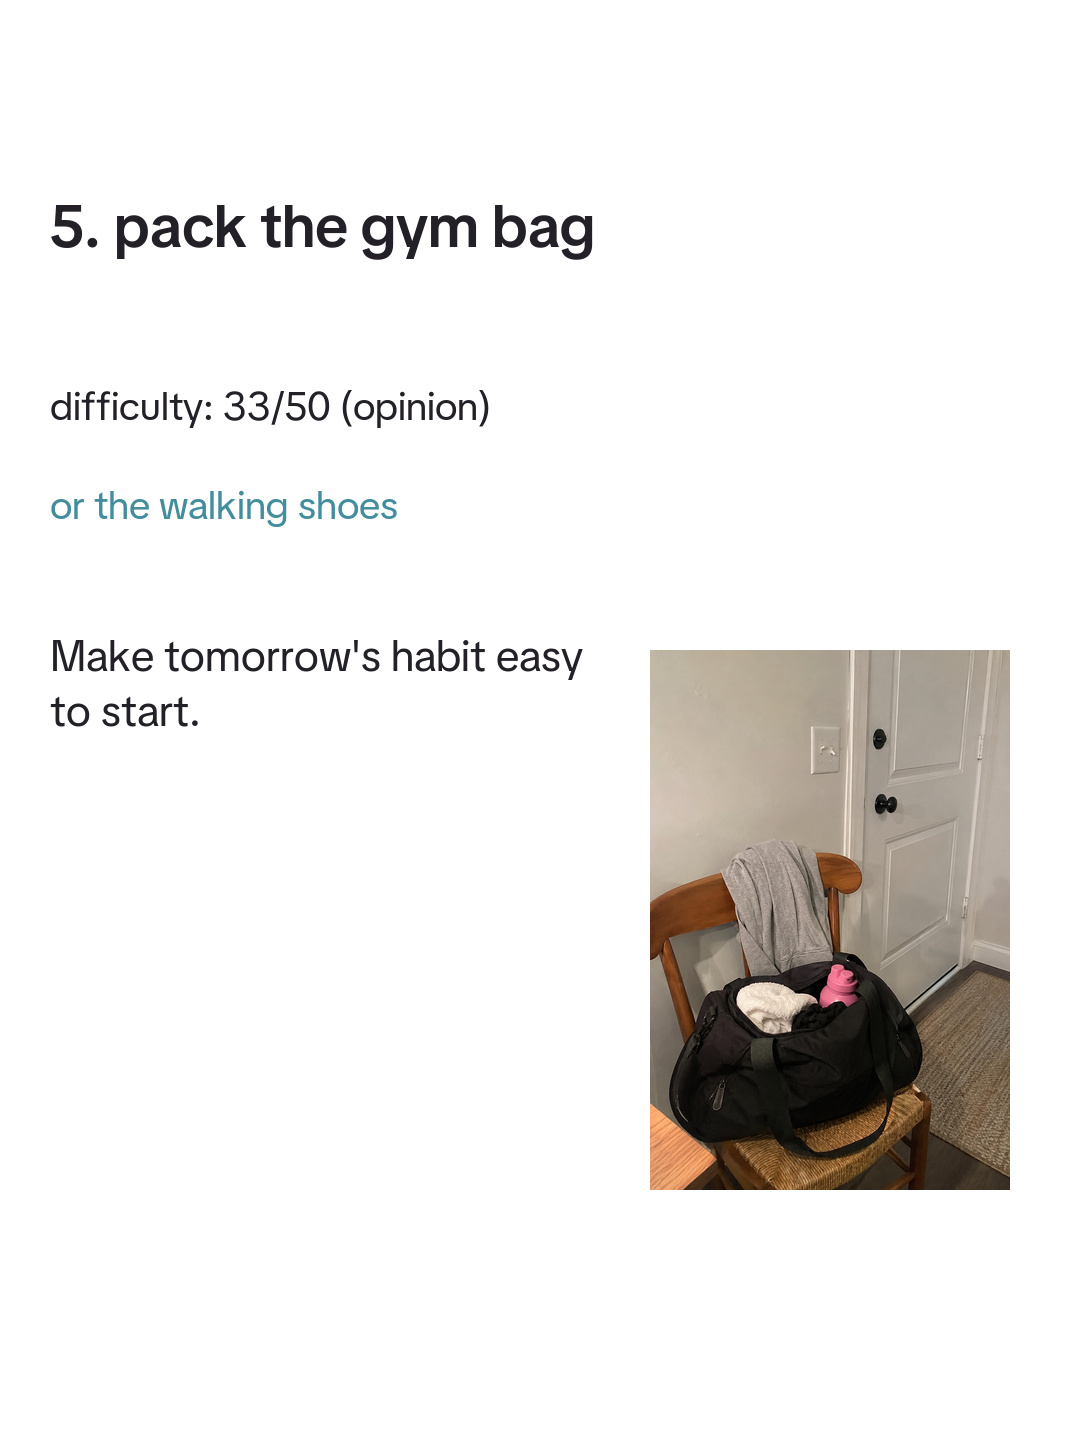 5. pack the gym bag
difficulty: 33/50 (opinion)
or the walking shoes
Make tomorrow's habit easy
to start.